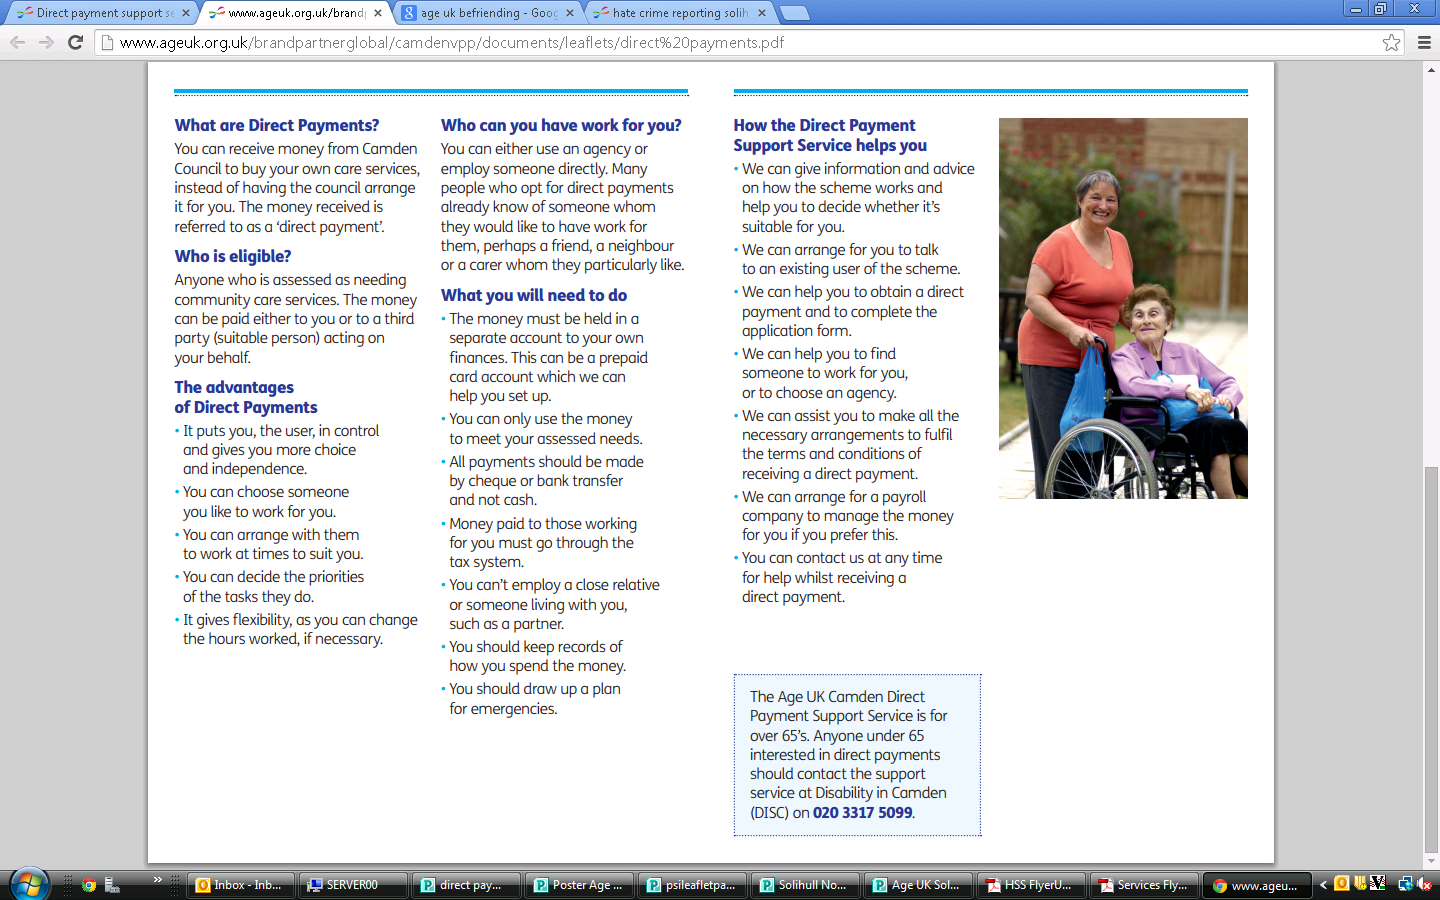 Direct payment support se
www.ageuk.org.uk/brandp
age uk befriending - Goog
hate crime reporting solih
www.ageuk.org.uk/brandpartnerglobal/camdenvpp/documents/leaflets/direct%20payments.pdf
What are Direct Payments?
You can receive money from Camden
Council to buy your own care services,
instead of having the council arrange
it for you. The money received is
referred to as a ‘direct payment’.
Who is eligible?
Anyone who is assessed as needing
community care services. The money
can be paid either to you or to a third
party (suitable person) acting on
your behalf.
The advantages
of Direct Payments
• It puts you, the user, in control
and gives you more choice
and independence.
• You can choose someone
you like to work for you.
• You can arrange with them
to work at times to suit you.
• You can decide the priorities
of the tasks they do.
• It gives flexibility, as you can change
the hours worked, if necessary.
Who can you have work for you?
You can either use an agency or
employ someone directly. Many
people who opt for direct payments
already know of someone whom
they would like to have work for
them, perhaps a friend, a neighbour
or a carer whom they particularly like.
What you will need to do
• The money must be held in a
separate account to your own
finances. This can be a prepaid
card account which we can
help you set up.
• You can only use the money
to meet your assessed needs.
• All payments should be made
by cheque or bank transfer
and not cash.
• Money paid to those working
for you must go through the
tax system.
• You can’t employ a close relative
or someone living with you,
such as a partner.
• You should keep records of
how you spend the money.
• You should draw up a plan
for emergencies.
How the Direct Payment
Support Service helps you
• We can give information and advice
on how the scheme works and
help you to decide whether it’s
suitable for you.
• We can arrange for you to talk
to an existing user of the scheme.
• We can help you to obtain a direct
payment and to complete the
application form.
• We can help you to find
someone to work for you,
or to choose an agency.
• We can assist you to make all the
necessary arrangements to fulfil
the terms and conditions of
receiving a direct payment.
• We can arrange for a payroll
company to manage the money
for you if you prefer this.
• You can contact us at any time
for help whilst receiving a
direct payment.
The Age UK Camden Direct
Payment Support Service is for
over 65’s. Anyone under 65
interested in direct payments
should contact the support
service at Disability in Camden
(DISC) on 020 3317 5099.
Inbox - Inb...
SERVER00
direct pay...
Poster Age ...
psileafletpa...
Solihull No...
Age UK Sol...
HSS FlyerU...
Services Fly...
www.ageu...